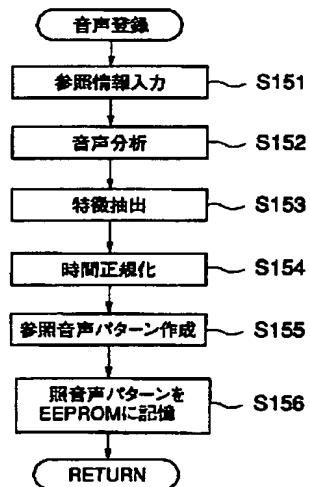 音声登録
参照情報入力 S151
音声分析 S152
特徴抽出 S153
時間正規化 S154
参照音声パターン作成 S155
照音声パターンを
EEPROMに記憶 S156
RETURN